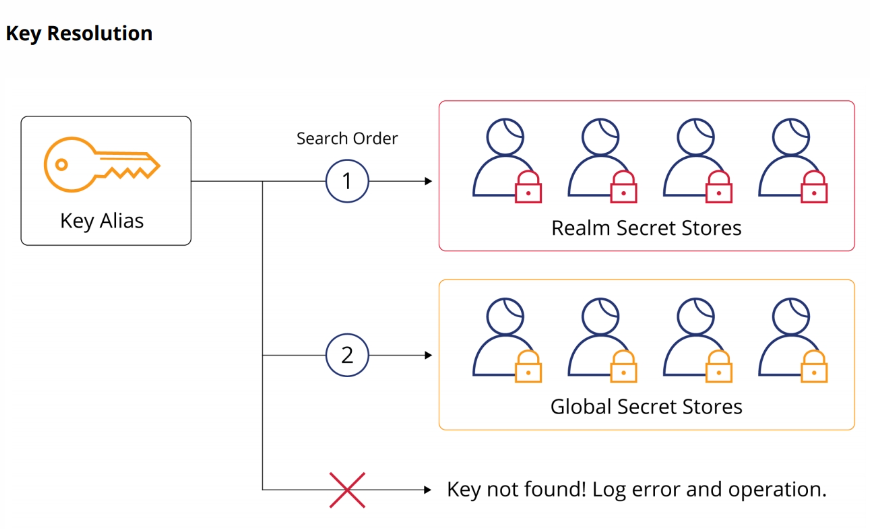 Key Resolution
Search Order
1
Key Alias
Realm Secret Stores
2
Global Secret Stores
Key not found! Log error and operation.